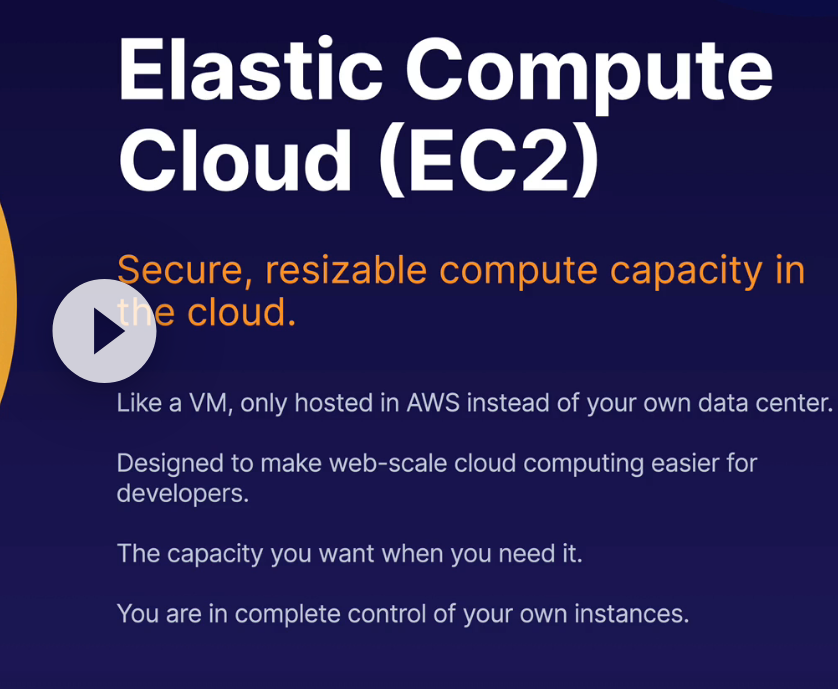 Elastic Compute
Cloud (EC2)
Secure, resizable compute capacity in
the cloud.
Like a VM, only hosted in AWS instead of your own data center.
Designed to make web-scale cloud computing easier for
developers.
The capacity you want when you need it.
You are in complete control of your own instances.